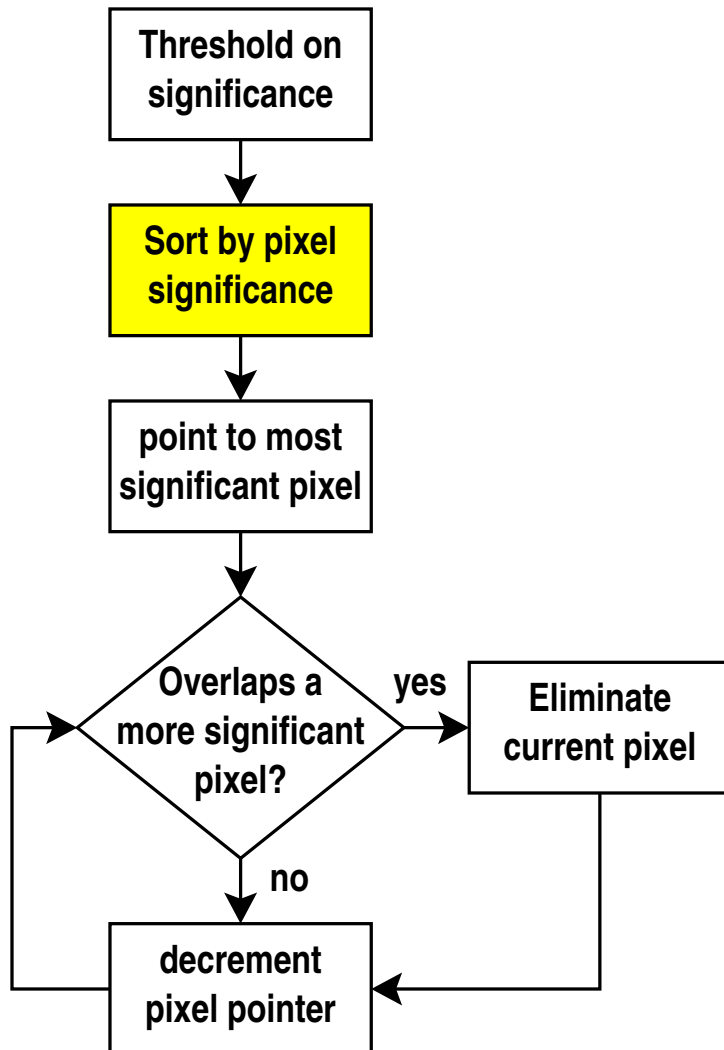 Threshold on
significance
Sort by pixel
significance
point to most
significant pixel
Overlaps a
more significant
pixel?
yes
Eliminate
current pixel
no
decrement
pixel pointer